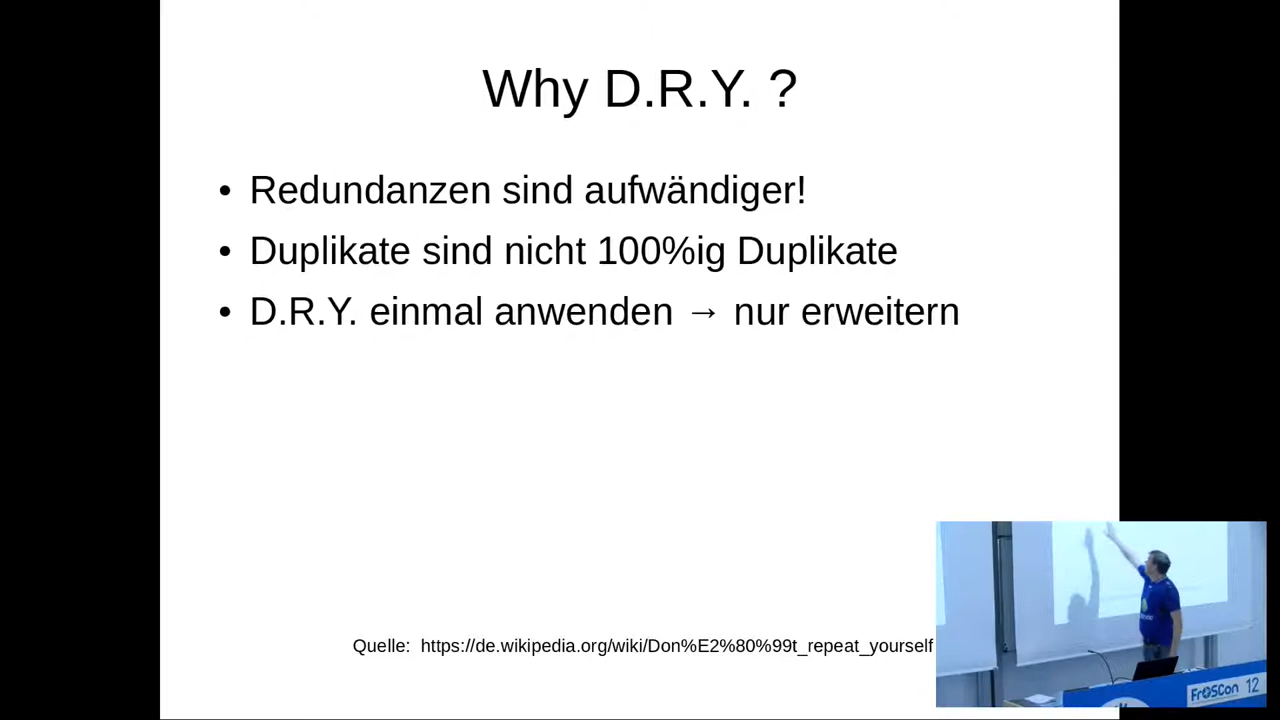 Why D.R.Y. ?
• Redundanzen sind aufwändiger!
• Duplikate sind nicht 100%ig Duplikate
• D.R.Y. einmal anwenden → nur erweitern
Quelle: https://de.wikipedia.org/wiki/Don%E2%80%99t_repeat_yourself
FrOSCon 12